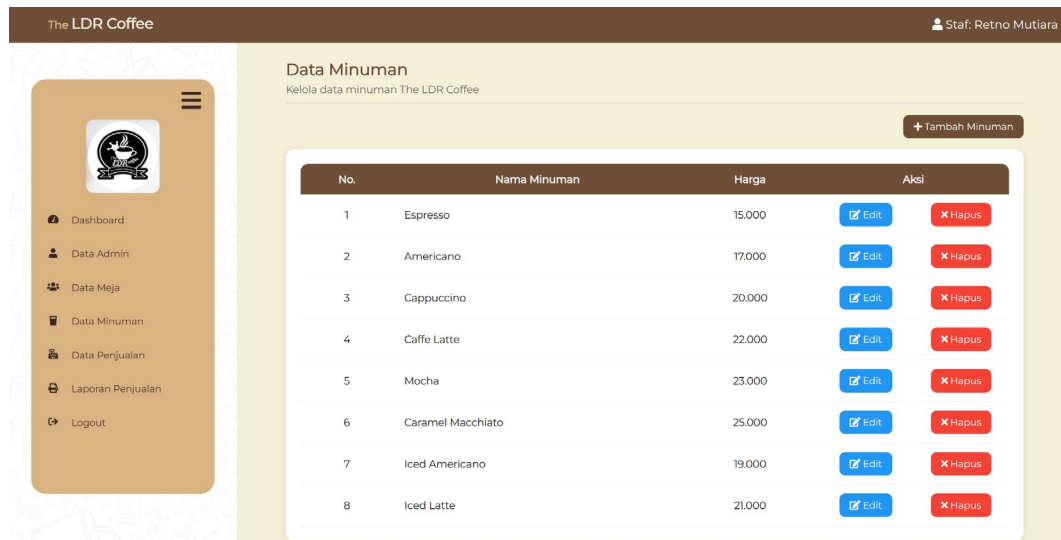 The LDR Coffee
Staf: Retno Mutiara
LDR
Dashboard
Data Admin
Data Meja
Data Minuman
Data Penjualan
Laporan Penjualan
Logout
Data Minuman
Kelola data minuman The LDR Coffee
Tambah Minuman
No. Nama Minuman Harga Aksi
1 Espresso 15.000 Edit Hapus
2 Americano 17.000 Edit Hapus
3 Cappuccino 20.000 Edit Hapus
4 Caffe Latte 22.000 Edit Hapus
5 Mocha 23.000 Edit Hapus
6 Caramel Macchiato 25.000 Edit Hapus
7 Iced Americano 19.000 Edit Hapus
8 Iced Latte 21.000 Edit Hapus